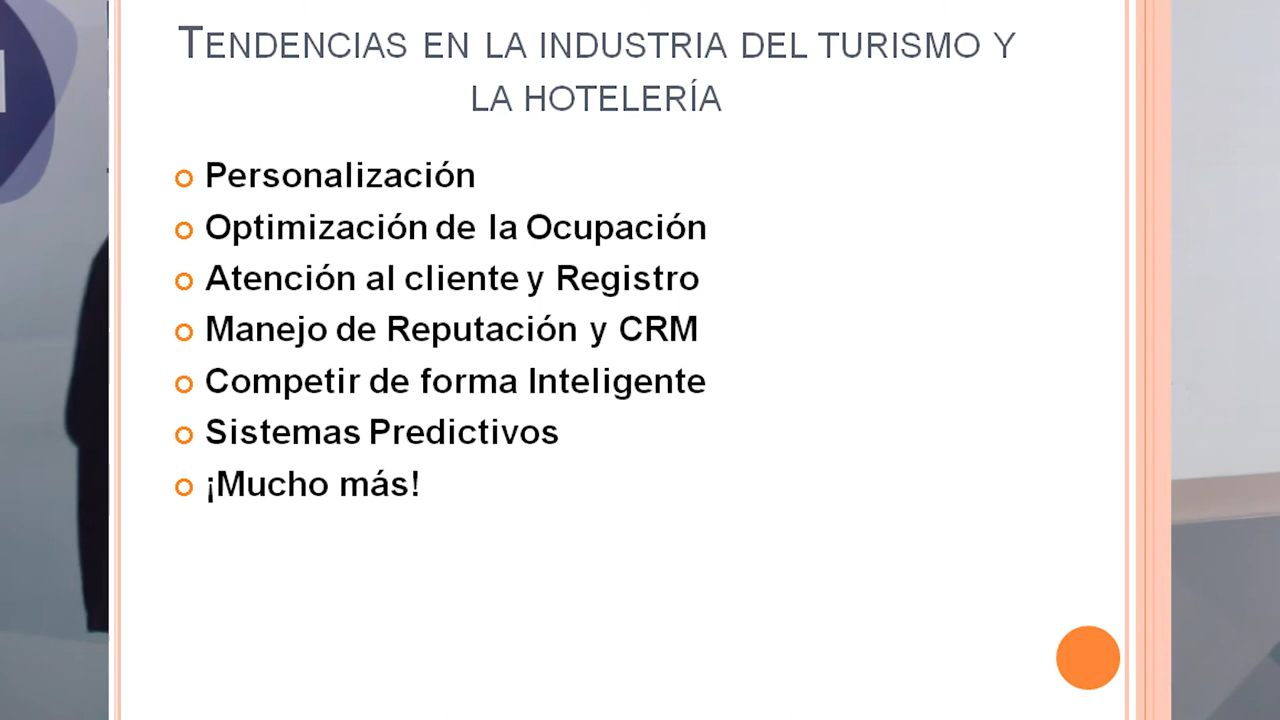 TENDENCIAS EN LA INDUSTRIA DEL TURISMO Y
LA HOTELERÍA
Personalización
Optimización de la Ocupación
Atención al cliente y Registro
Manejo de Reputación y CRM
Competir de forma Inteligente
Sistemas Predictivos
¡Mucho más!